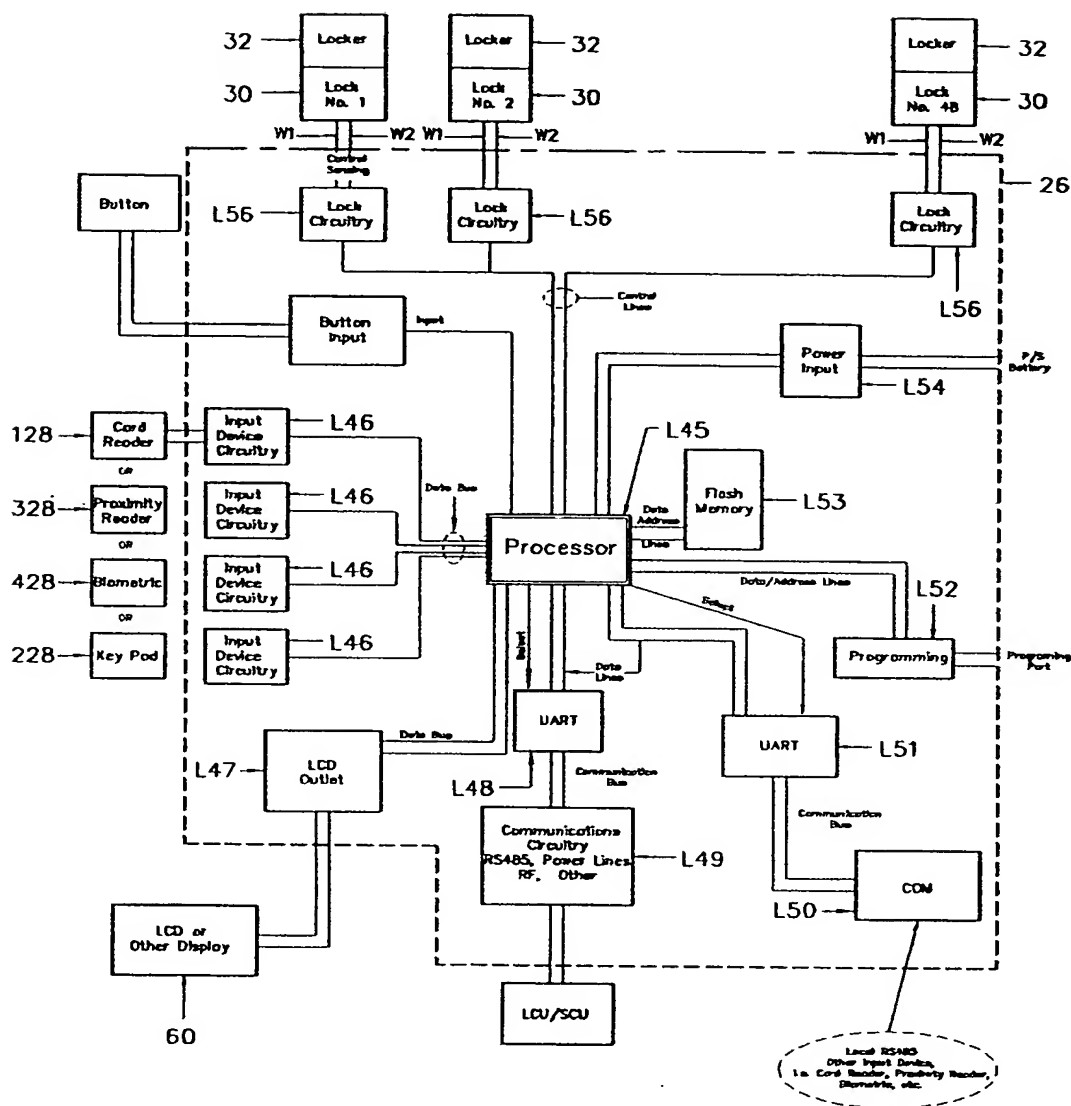 32
Locker
Locker
32
Locker
32
30
Lock
No. 1
Lock
No. 2
30
Lock
No. 48
30
W1
W2
W1
W2
W1
W2
Control
Sensing
26
Button
L56
Lock
Circuitry
Lock
Circuitry
L56
Lock
Circuitry
L56
Control
Lines
Button
Input
Input
Power
Input
P/S
Battery
L54
128
Card
Reader
Input
Device
Circuitry
L46
L45
OR
Data Bus
Flash
Memory
L53
328
Proximity
Reader
Input
Device
Circuitry
L46
Data
Address
Lines
OR
Processor
428
Biometric
Input
Device
Circuitry
L46
Data/Address Lines
OR
Select
L52
228
Key Pad
Input
Device
Circuitry
L46
Select
Data
Lines
Programming
Programing
Port
UART
UART
L51
Data Bus
L47
LCD
Outlet
L48
Communication
Bus
Communication
Bus
Communications
Circuitry
RS485, Power Lines
RF, Other
L49
COM
L50
LCD or
Other Display
60
LCU/SCU
Local RS485
Other Input Device,
i.e. Card Reader, Proximity Reader,
Biometric, etc.